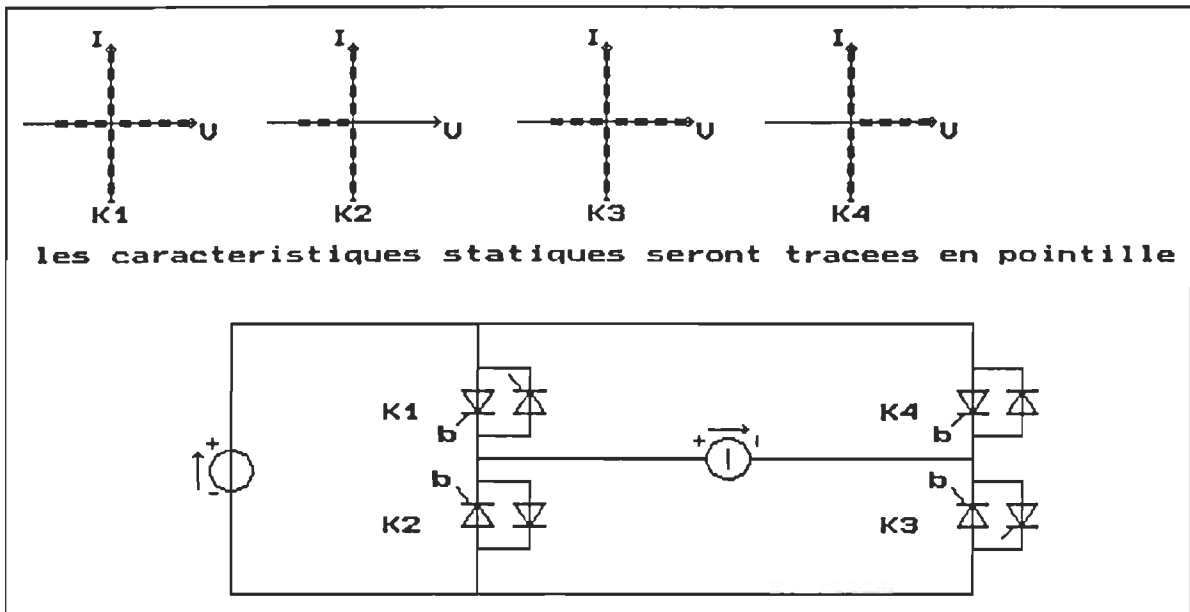 I I I I
U U U U
K1 K2 K3 K4
les caracteristiques statiques seront tracees en pointille
K1 K4
b b
+ + I -
b b
-
K2 K3